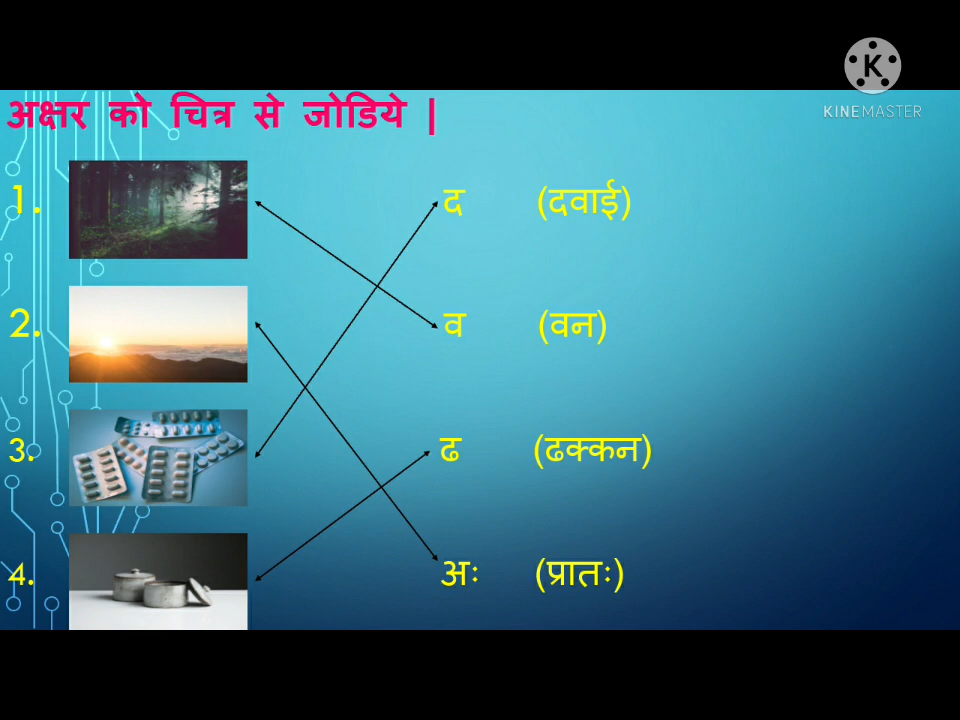 K
KINEMASTER
अक्षर को चित्र से जोडिये |
1. द (दवाई)
2. व (वन)
3. ढ (ढक्कन)
4. अः (प्रातः)